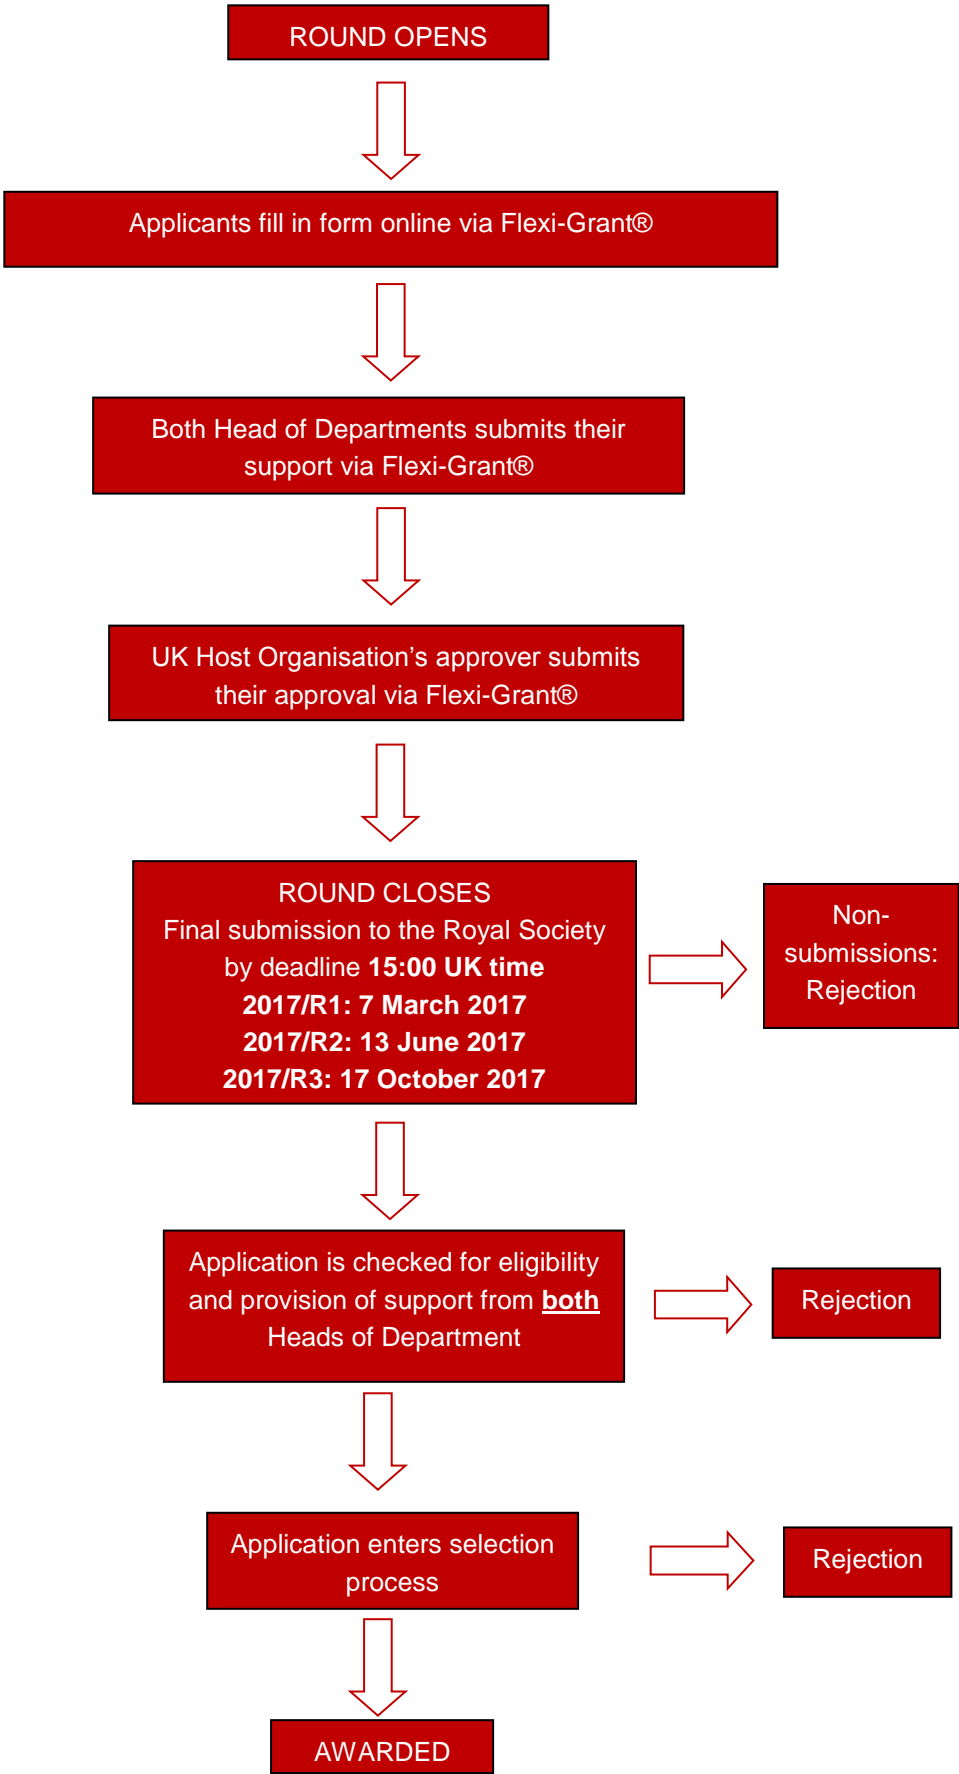 ROUND OPENS
Applicants fill in form online via Flexi-Grant®
Both Head of Departments submits their
support via Flexi-Grant®
UK Host Organisation’s approver submits
their approval via Flexi-Grant®
ROUND CLOSES
Final submission to the Royal Society
by deadline 15:00 UK time
2017/R1: 7 March 2017
2017/R2: 13 June 2017
2017/R3: 17 October 2017
Non-
submissions:
Rejection
Application is checked for eligibility
and provision of support from both
Heads of Department
Rejection
Application enters selection
process
Rejection
AWARDED